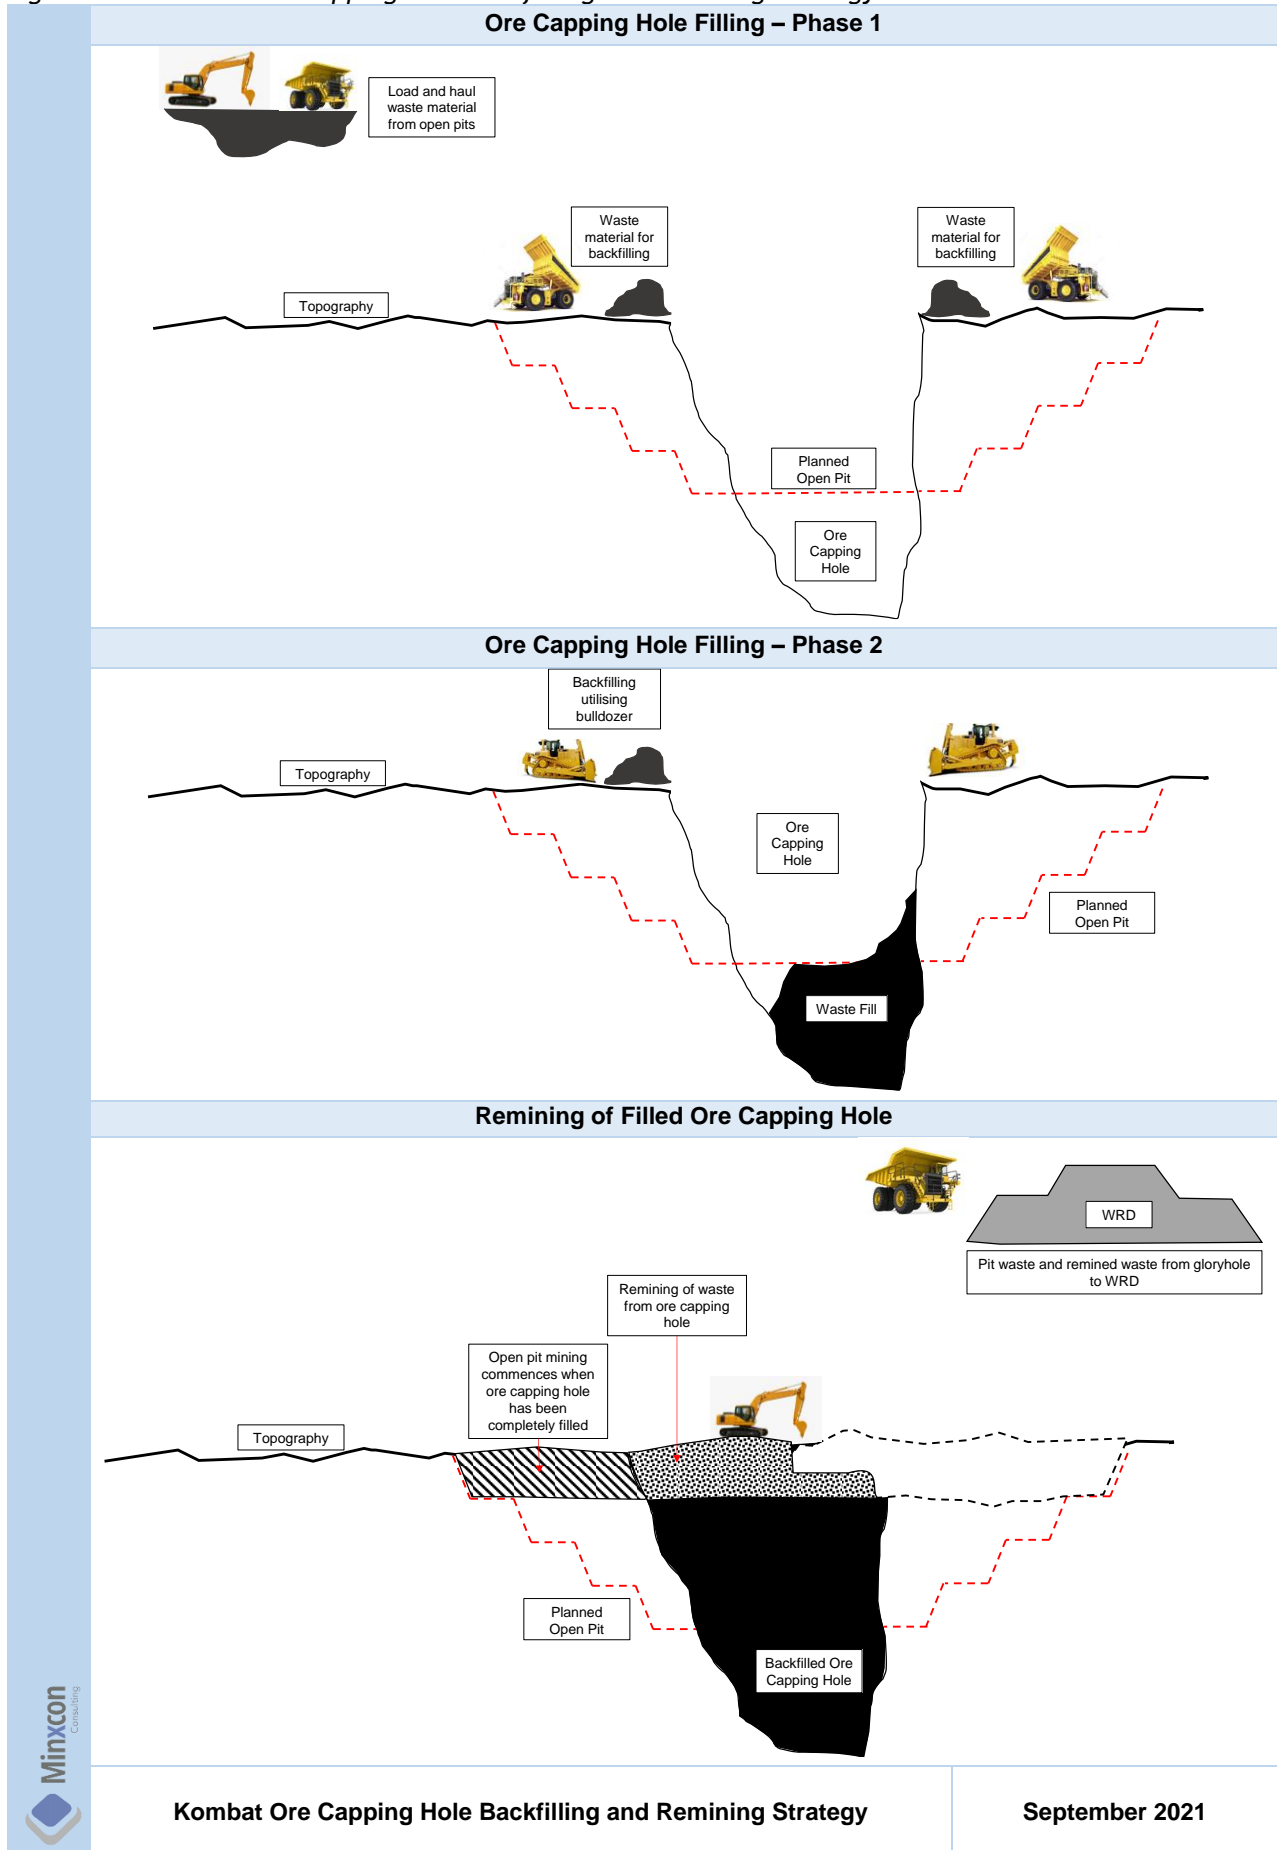 Ore Capping Hole Filling – Phase 1
Load and haul
waste material
from open pits
Waste
material for
backfilling
Waste
material for
backfilling
Topography
Planned
Open Pit
Ore
Capping
Hole
Ore Capping Hole Filling – Phase 2
Backfilling
utilising
bulldozer
Topography
Ore
Capping
Hole
Planned
Open Pit
Waste Fill
Remining of Filled Ore Capping Hole
WRD
Pit waste and remined waste from gloryhole
to WRD
Remining of waste
from ore capping
hole
Open pit mining
commences when
ore capping hole
has been
completely filled
Topography
Planned
Open Pit
Backfilled Ore
Capping Hole
Minxcon
Consulting
Kombat Ore Capping Hole Backfilling and Remining Strategy
September 2021